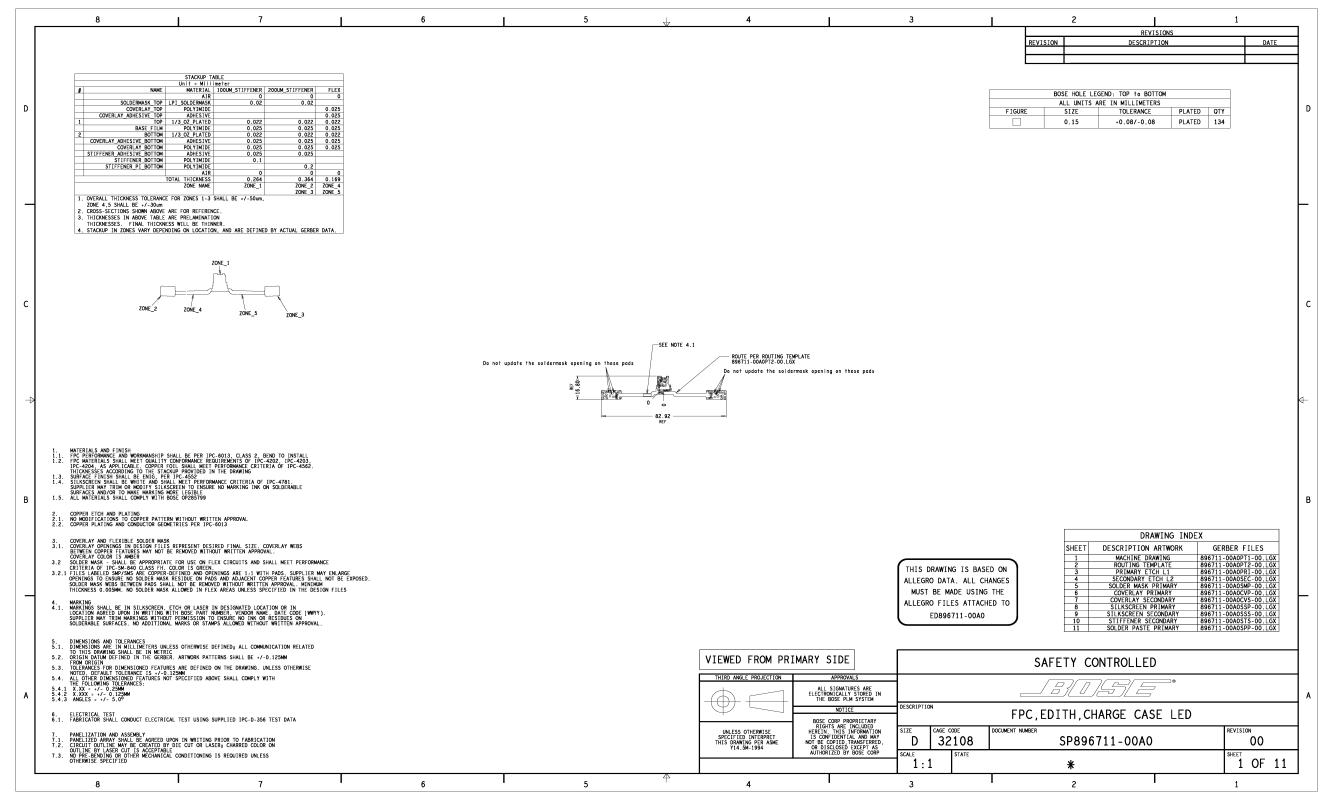 8 7 6 5 4 3 2 1
REVISIONS
REVISION DESCRIPTION DATE
D D
C C
B B
A A
STACKUP TABLE
Unit = Millimeter
# NAME MATERIAL 100UM_STIFFENER 200UM_STIFFENER FLEX
AIR 0 0 0
SOLDERMASK_TOP LPI_SOLDERMASK 0.02 0.02
COVERLAY_TOP POLYIMIDE 0.025
COVERLAY_ADHESIVE_TOP ADHESIVE 0.025
1 TOP 1/3_OZ_PLATED 0.022 0.022 0.022
BASE FILM POLYIMIDE 0.025 0.025 0.025
2 BOTTOM 1/3_OZ_PLATED 0.022 0.022 0.022
COVERLAY_ADHESIVE_BOTTOM ADHESIVE 0.025 0.025 0.025
COVERLAY_BOTTOM POLYIMIDE 0.025 0.025 0.025
STIFFENER_ADHESIVE_BOTTOM ADHESIVE 0.025 0.025
STIFFENER_BOTTOM POLYIMIDE 0.1
STIFFENER_PI_BOTTOM POLYIMIDE 0.2
AIR 0 0 0
TOTAL THICKNESS 0.264 0.364 0.169
ZONE NAME ZONE_1 ZONE_2 ZONE_4
ZONE_3 ZONE_5
1. OVERALL THICKNESS TOLERANCE FOR ZONES 1-3 SHALL BE +/-50um,
ZONE 4,5 SHALL BE +/-30um
2. CROSS-SECTIONS SHOWN ABOVE ARE FOR REFERENCE.
3. THICKNESSES IN ABOVE TABLE ARE PRELAMINATION
THICKNESSES. FINAL THICKNESS WILL BE THINNER.
4. STACKUP IN ZONES VARY DEPENDING ON LOCATION, AND ARE DEFINED BY ACTUAL GERBER DATA.
BOSE HOLE LEGEND: TOP to BOTTOM
ALL UNITS ARE IN MILLIMETERS
FIGURE SIZE TOLERANCE PLATED QTY
0.15 +0.08/-0.08 PLATED 134
ZONE_1
ZONE_2
ZONE_4
ZONE_5
ZONE_3
SEE NOTE 4.1
ROUTE PER ROUTING TEMPLATE
896711-00A0PT2-00.LGX
Do not update the soldermask opening on these pads
Do not update the soldermask opening on these pads
REF
16.60
0
0
82.92
REF
1. MATERIALS AND FINISH
1.1. FPC PERFORMANCE AND WORKMANSHIP SHALL BE PER IPC-6013, CLASS 2, BEND TO INSTALL
1.2. FPC MATERIALS SHALL MEET QUALITY CONFORMANCE REQUIREMENTS OF IPC-4202, IPC-4203,
IPC-4204, AS APPLICABLE. COPPER FOIL SHALL MEET PERFORMANCE CRITERIA OF IPC-4562.
THICKNESSES ACCORDING TO THE STACKUP PROVIDED IN THE DRAWING
1.3. SURFACE FINISH SHALL BE ENIG, PER IPC-4552
1.4. SILKSCREEN SHALL BE WHITE AND SHALL MEET PERFORMANCE CRITERIA OF IPC-4781.
SUPPLIER MAY TRIM OR MODIFY SILKSCREEN TO ENSURE NO MARKING INK ON SOLDERABLE
SURFACES AND/OR TO MAKE MARKING MORE LEGIBLE
1.5. ALL MATERIALS SHALL COMPLY WITH BOSE OP285799
2. COPPER ETCH AND PLATING
2.1. NO MODIFICATIONS TO COPPER PATTERN WITHOUT WRITTEN APPROVAL
2.2. COPPER PLATING AND CONDUCTOR GEOMETRIES PER IPC-6013
3. COVERLAY AND FLEXIBLE SOLDER MASK
3.1. COVERLAY OPENINGS IN DESIGN FILES REPRESENT DESIRED FINAL SIZE. COVERLAY WEBS
BETWEEN COPPER FEATURES MAY NOT BE REMOVED WITHOUT WRITTEN APPROVAL.
COVERLAY COLOR IS AMBER
3.2 SOLDER MASK - SHALL BE APPROPRIATE FOR USE ON FLEX CIRCUITS AND SHALL MEET PERFORMANCE
CRITERIA OF IPC-SM-840 CLASS FH. COLOR IS GREEN.
3.2.1 FILES LABELED SMP/SMS ARE COPPER-DEFINED AND OPENINGS ARE 1:1 WITH PADS. SUPPLIER MAY ENLARGE
OPENINGS TO ENSURE NO SOLDER MASK RESIDUE ON PADS AND ADJACENT COPPER FEATURES SHALL NOT BE EXPOSED.
SOLDER MASK WEBS BETWEEN PADS SHALL NOT BE REMOVED WITHOUT WRITTEN APPROVAL. MINIMUM
THICKNESS 0.005MM. NO SOLDER MASK ALLOWED IN FLEX AREAS UNLESS SPECIFIED IN THE DESIGN FILES
4. MARKING
4.1. MARKINGS SHALL BE IN SILKSCREEN, ETCH OR LASER IN DESIGNATED LOCATION OR IN
LOCATION AGREED UPON IN WRITING WITH BOSE PART NUMBER, VENDOR NAME, DATE CODE (WWYY).
SUPPLIER MAY TRIM MARKINGS WITHOUT PERMISSION TO ENSURE NO INK OR RESIDUES ON
SOLDERABLE SURFACES. NO ADDITIONAL MARKS OR STAMPS ALLOWED WITHOUT WRITTEN APPROVAL.
5. DIMENSIONS AND TOLERANCES
5.1. DIMENSIONS ARE IN MILLIMETERS UNLESS OTHERWISE DEFINED; ALL COMMUNICATION RELATED
TO THIS DRAWING SHALL BE IN METRIC
5.2. ORIGIN DATUM DEFINED IN THE GERBER. ARTWORK PATTERNS SHALL BE +/-0.125MM
FROM ORIGIN
5.3. TOLERANCES FOR DIMENSIONED FEATURES ARE DEFINED ON THE DRAWING. UNLESS OTHERWISE
NOTED, DEFAULT TOLERANCE IS +/-0.125MM
5.4. ALL OTHER DIMENSIONED FEATURES NOT SPECIFIED ABOVE SHALL COMPLY WITH
THE FOLLOWING TOLERANCES:
5.4.1 X.XX = +/- 0.25MM
5.4.2 X.XXX = +/- 0.125MM
5.4.3 ANGLES = +/- 5.0°
6. ELECTRICAL TEST
6.1. FABRICATOR SHALL CONDUCT ELECTRICAL TEST USING SUPPLIED IPC-D-356 TEST DATA
7. PANELIZATION AND ASSEMBLY
7.1. PANELIZED ARRAY SHALL BE AGREED UPON IN WRITING PRIOR TO FABRICATION
7.2. CIRCUIT OUTLINE MAY BE CREATED BY DIE CUT OR LASER; CHARRED COLOR ON
OUTLINE BY LASER CUT IS ACCEPTABLE
7.3. NO PRE-BENDING OR OTHER MECHANICAL CONDITIONING IS REQUIRED UNLESS
OTHERWISE SPECIFIED
THIS DRAWING IS BASED ON
ALLEGRO DATA. ALL CHANGES
MUST BE MADE USING THE
ALLEGRO FILES ATTACHED TO
ED896711-00A0
DRAWING INDEX
SHEET DESCRIPTION ARTWORK GERBER FILES
1 MACHINE DRAWING 896711-00A0PT1-00.LGX
2 ROUTING TEMPLATE 896711-00A0PT2-00.LGX
3 PRIMARY ETCH L1 896711-00A0PRI-00.LGX
4 SECONDARY ETCH L2 896711-00A0SEC-00.LGX
5 SOLDER MASK PRIMARY 896711-00A0SMP-00.LGX
6 COVERLAY PRIMARY 896711-00A0CVP-00.LGX
7 COVERLAY SECONDARY 896711-00A0CVS-00.LGX
8 SILKSCREEN PRIMARY 896711-00A0SSP-00.LGX
9 SILKSCREEN SECONDARY 896711-00A0SSS-00.LGX
10 STIFFENER SECONDARY 896711-00A0STS-00.LGX
11 SOLDER PASTE PRIMARY 896711-00A0SPP-00.LGX
VIEWED FROM PRIMARY SIDE
THIRD ANGLE PROJECTION
UNLESS OTHERWISE
SPECIFIED INTERPRET
THIS DRAWING PER ASME
Y14.5M-1994
APPROVALS
ALL SIGNATURES ARE
ELECTRONICALLY STORED IN
THE BOSE PLM SYSTEM
NOTICE
BOSE CORP PROPRIETARY
RIGHTS ARE INCLUDED
HEREIN. THIS INFORMATION
IS CONFIDENTIAL AND MAY
NOT BE COPIED,TRANSFERRED,
OR DISCLOSED EXCEPT AS
AUTHORIZED BY BOSE CORP
SAFETY CONTROLLED
BOSE®
DESCRIPTION
FPC,EDITH,CHARGE CASE LED
SIZE CAGE CODE DOCUMENT NUMBER REVISION
D 32108 SP896711-00A0 00
SCALE STATE SHEET
1:1 * 1 OF 11
8 7 6 5 4 3 2 1